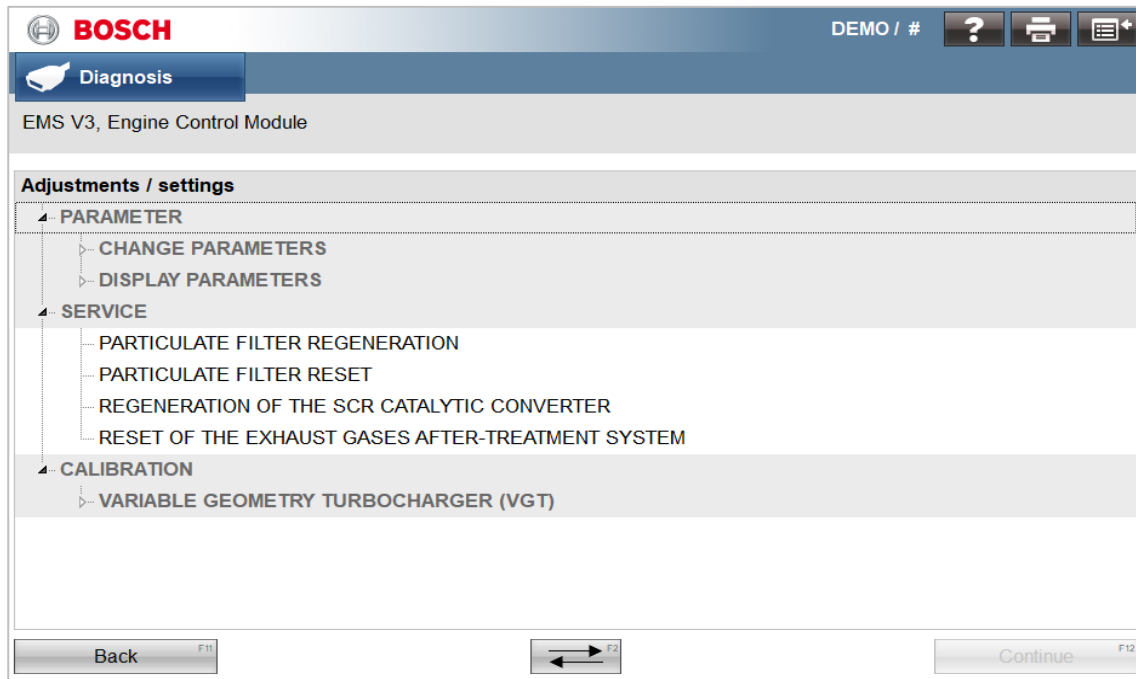 BOSCH
DEMO / #
?
Diagnosis
EMS V3, Engine Control Module
Adjustments / settings
PARAMETER
CHANGE PARAMETERS
DISPLAY PARAMETERS
SERVICE
PARTICULATE FILTER REGENERATION
PARTICULATE FILTER RESET
REGENERATION OF THE SCR CATALYTIC CONVERTER
RESET OF THE EXHAUST GASES AFTER-TREATMENT SYSTEM
CALIBRATION
VARIABLE GEOMETRY TURBOCHARGER (VGT)
Back F11
F2
Continue F12